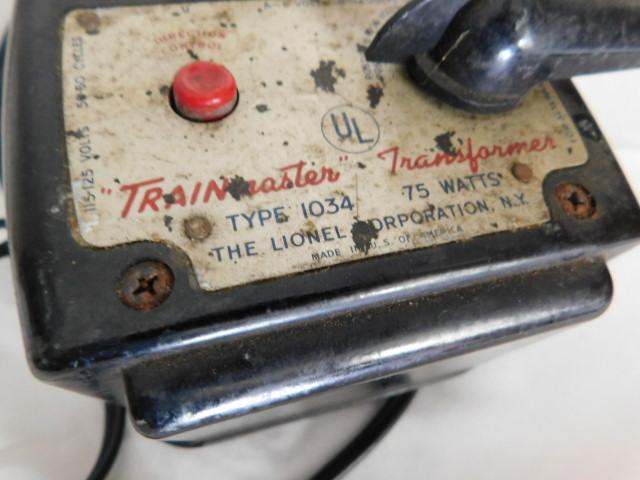 DIRECTION
CONTROL
115-125 VOLTS 50-60 CYCLES
UL
"TRAINmaster" Transformer
TYPE 1034 75 WATTS
THE LIONEL CORPORATION, N.Y.
MADE IN U.S. OF AMERICA